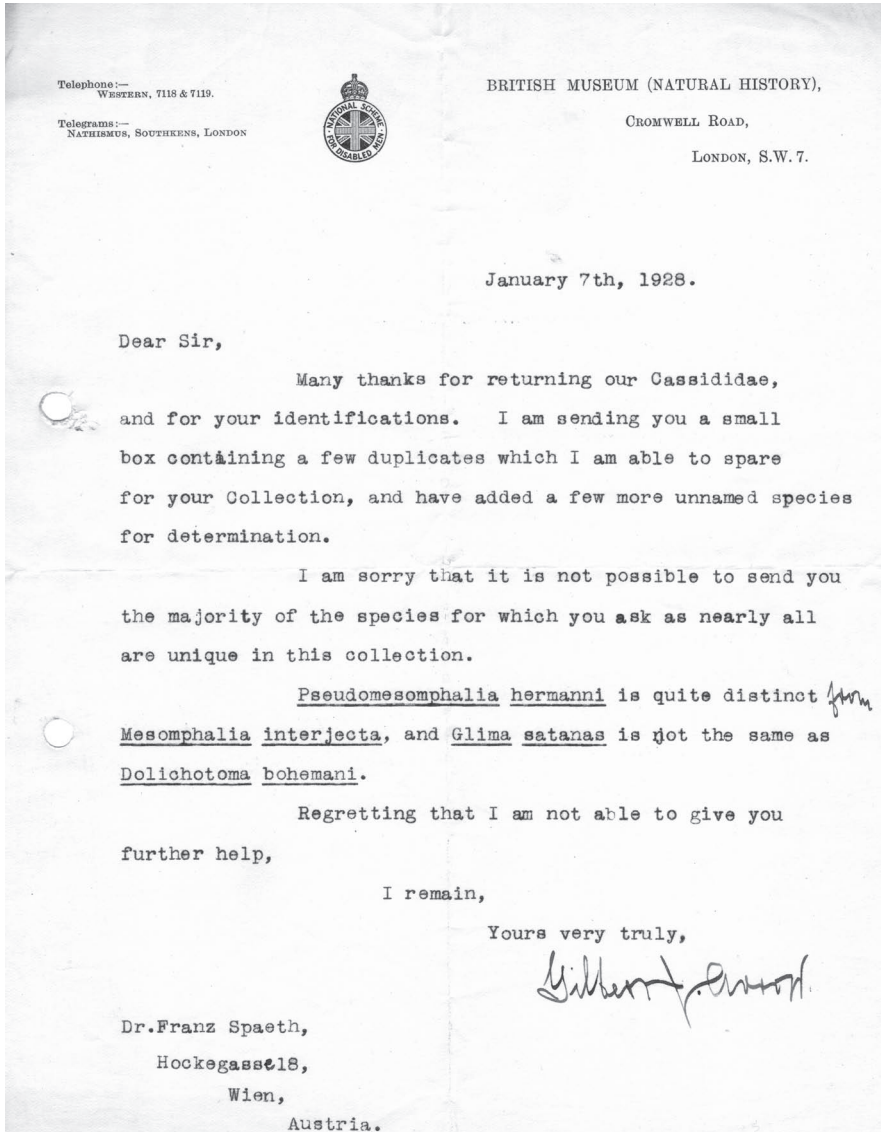 Telephone:—
WESTERN, 7118 & 7119.
Telegrams:—
NATHISMUS, SOUTHKENS, LONDON
NATIONAL SCHEME
FOR DISABLED MEN
BRITISH MUSEUM (NATURAL HISTORY),
CROMWELL ROAD,
LONDON, S.W. 7.
January 7th, 1928.
Dear Sir,
Many thanks for returning our Cassididae,
and for your identifications. I am sending you a small
box containing a few duplicates which I am able to spare
for your Collection, and have added a few more unnamed species
for determination.
I am sorry that it is not possible to send you
the majority of the species for which you ask as nearly all
are unique in this collection.
Pseudomesomphalia hermanni is quite distinct from
Mesomphalia interjecta, and Glima satanas is not the same as
Dolichotoma bohemani.
Regretting that I am not able to give you
further help,
I remain,
Yours very truly,
Gilbert J.
Dr.Franz Spaeth,
Hockegasse18,
Wien,
Austria.